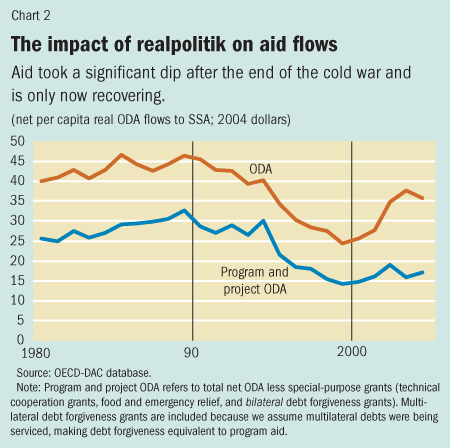 Chart 2
The impact of realpolitik on aid flows
Aid took a significant dip after the end of the cold war and
is only now recovering.
(net per capita real ODA flows to SSA; 2004 dollars)
50
45
40
35
30
25
20
15
10
5
0
ODA
Program and
project ODA
1980 90 2000
Source: OECD-DAC database.
Note: Program and project ODA refers to total net ODA less special-purpose grants (technical
cooperation grants, food and emergency relief, and bilateral debt forgiveness grants). Multi-
lateral debt forgiveness grants are included because we assume multilateral debts were being
serviced, making debt forgiveness equivalent to program aid.